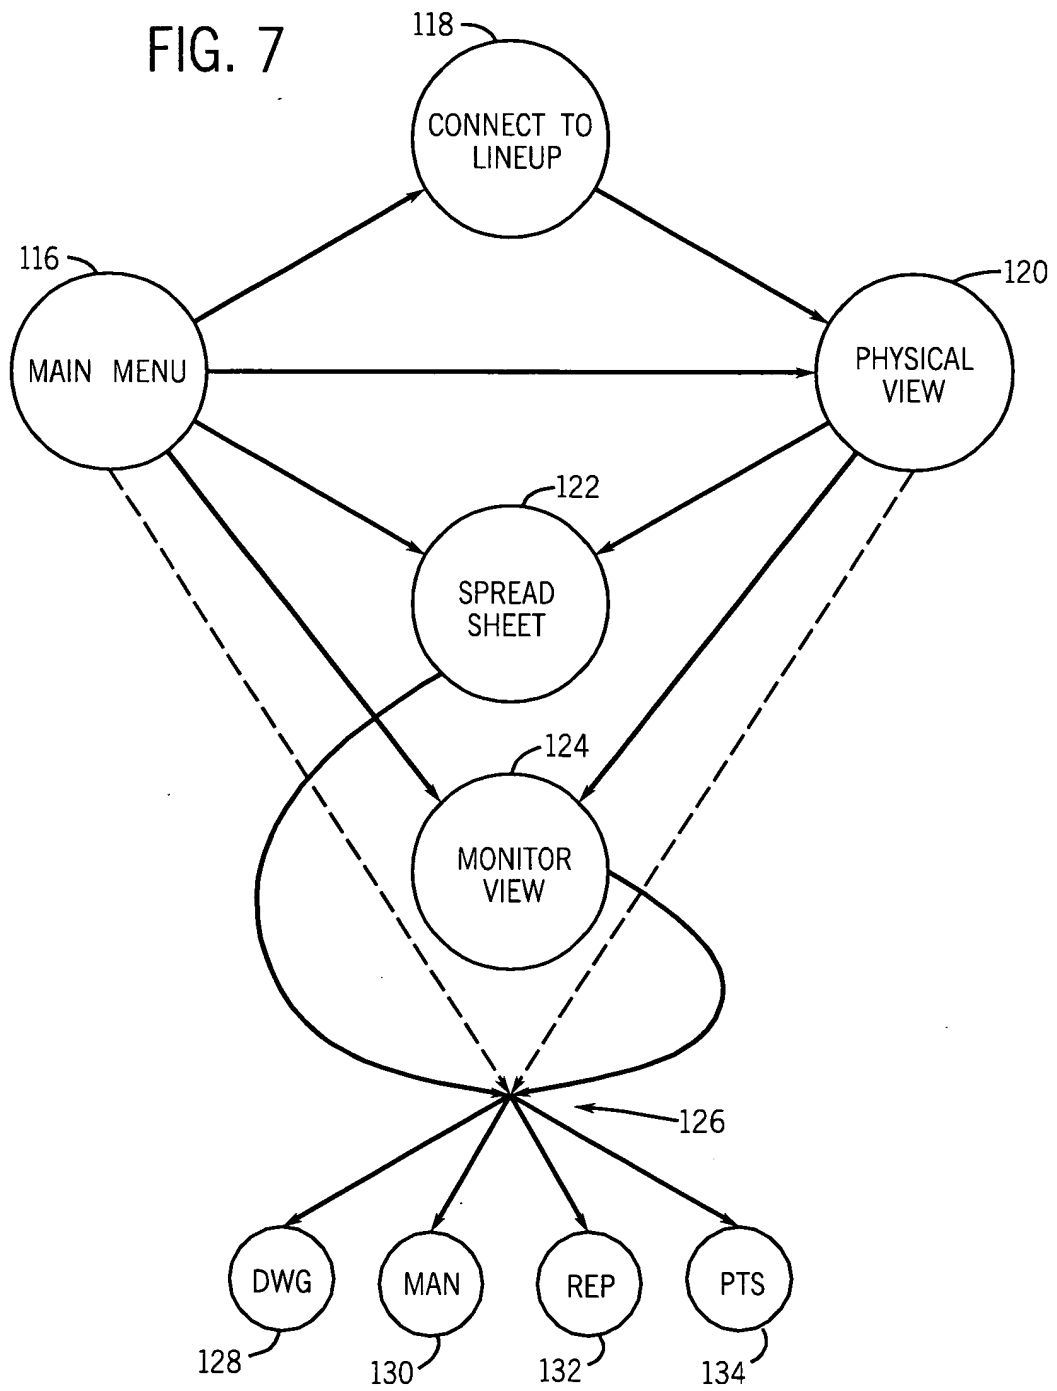 FIG. 7
118
CONNECT TO
LINEUP
116
MAIN MENU
120
PHYSICAL
VIEW
122
SPREAD
SHEET
124
MONITOR
VIEW
126
DWG
MAN
REP
PTS
128
130
132
134